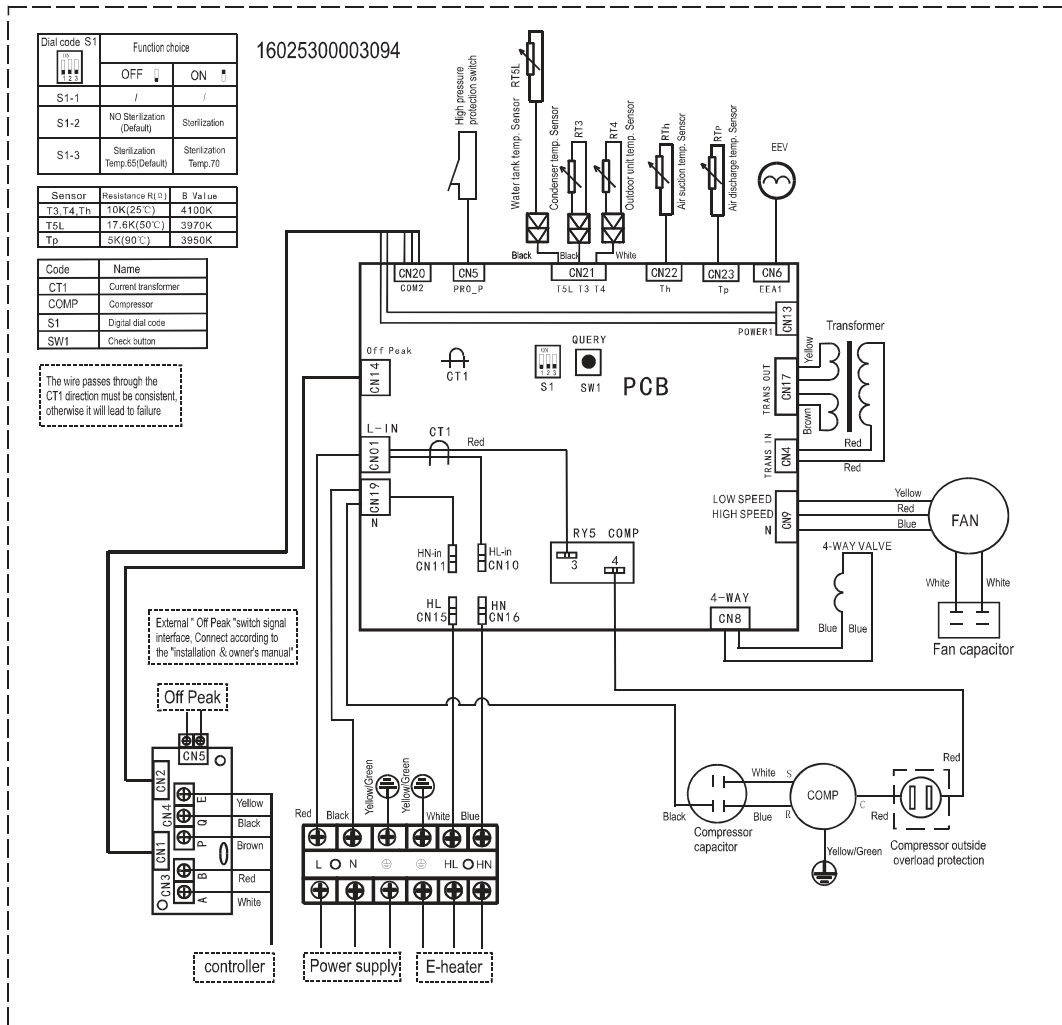 Dial code S1
Function choice
ON
1 2 3
OFF
ON
S1-1
/
/
S1-2
NO Sterilization
(Default)
Sterilization
S1-3
Sterilization
Temp.65(Default)
Sterilization
Temp.70
16025300003094
Sensor
Resistance R(Ω)
B Value
T3,T4,Th
10K(25℃)
4100K
T5L
17.6K(50℃)
3970K
Tp
5K(90℃)
3950K
Code
Name
CT1
Current transformer
COMP
Compressor
S1
Digital dial code
SW1
Check button
The wire passes through the
CT1 direction must be consistent,
otherwise it will lead to failure
High pressure
protection switch
Water tank temp. Sensor
RT5L
Condenser temp. Sensor
RT3
RT4
Outdoor unit temp. Sensor
RTh
Air suction temp. Sensor
RTp
Air discharge temp. Sensor
EEV
Black
Black
White
CN20
COM2
CN5
PRO_P
CN21
T5L T3 T4
CN22
Th
CN23
Tp
CN6
EEA1
CN13
POWER1
Off Peak
CN14
CT1
ON
1 2 3
S1
QUERY
SW1
PCB
Transformer
Yellow
TRANS OUT
CN17
Brown
TRANS IN
CN4
Red
Red
L-IN
CN01
CT1
Red
CN19
N
LOW SPEED
HIGH SPEED
N
CN9
Yellow
Red
Blue
FAN
White
White
Fan capacitor
HN-in
CN11
HL-in
CN10
RY5 COMP
3
4
HL
CN15
HN
CN16
4-WAY
CN8
4-WAY VALVE
Blue
Blue
External " Off Peak "switch signal
interface, Connect according to
the "installation & owner's manual"
Off Peak
CN5
CN2
CN4
CN1
CN3
E
Q
P
B
A
Yellow
Black
Brown
Red
White
controller
Red
Black
Yellow/Green
Yellow/Green
White
Blue
L
N
HL
HN
Power supply
E-heater
Black
Compressor
capacitor
White
Blue
S
R
COMP
C
Yellow/Green
Red
Red
Compressor outside
overload protection